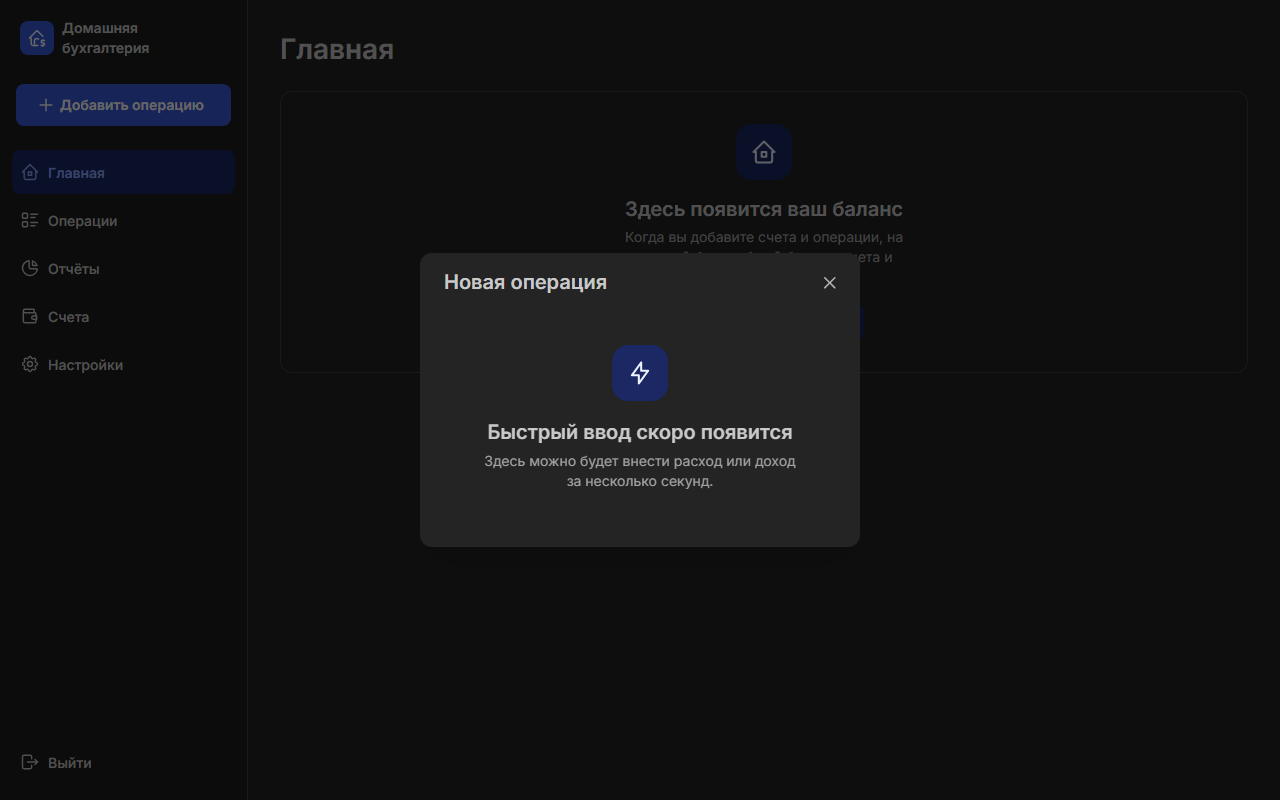 Домашняя
бухгалтерия
Добавить операцию
Главная
Операции
Отчёты
Счета
Настройки
Выйти
Главная
Здесь появится ваш баланс
Когда вы добавите счета и операции, на
Новая операция
Быстрый ввод скоро появится
Здесь можно будет внести расход или доход
за несколько секунд.